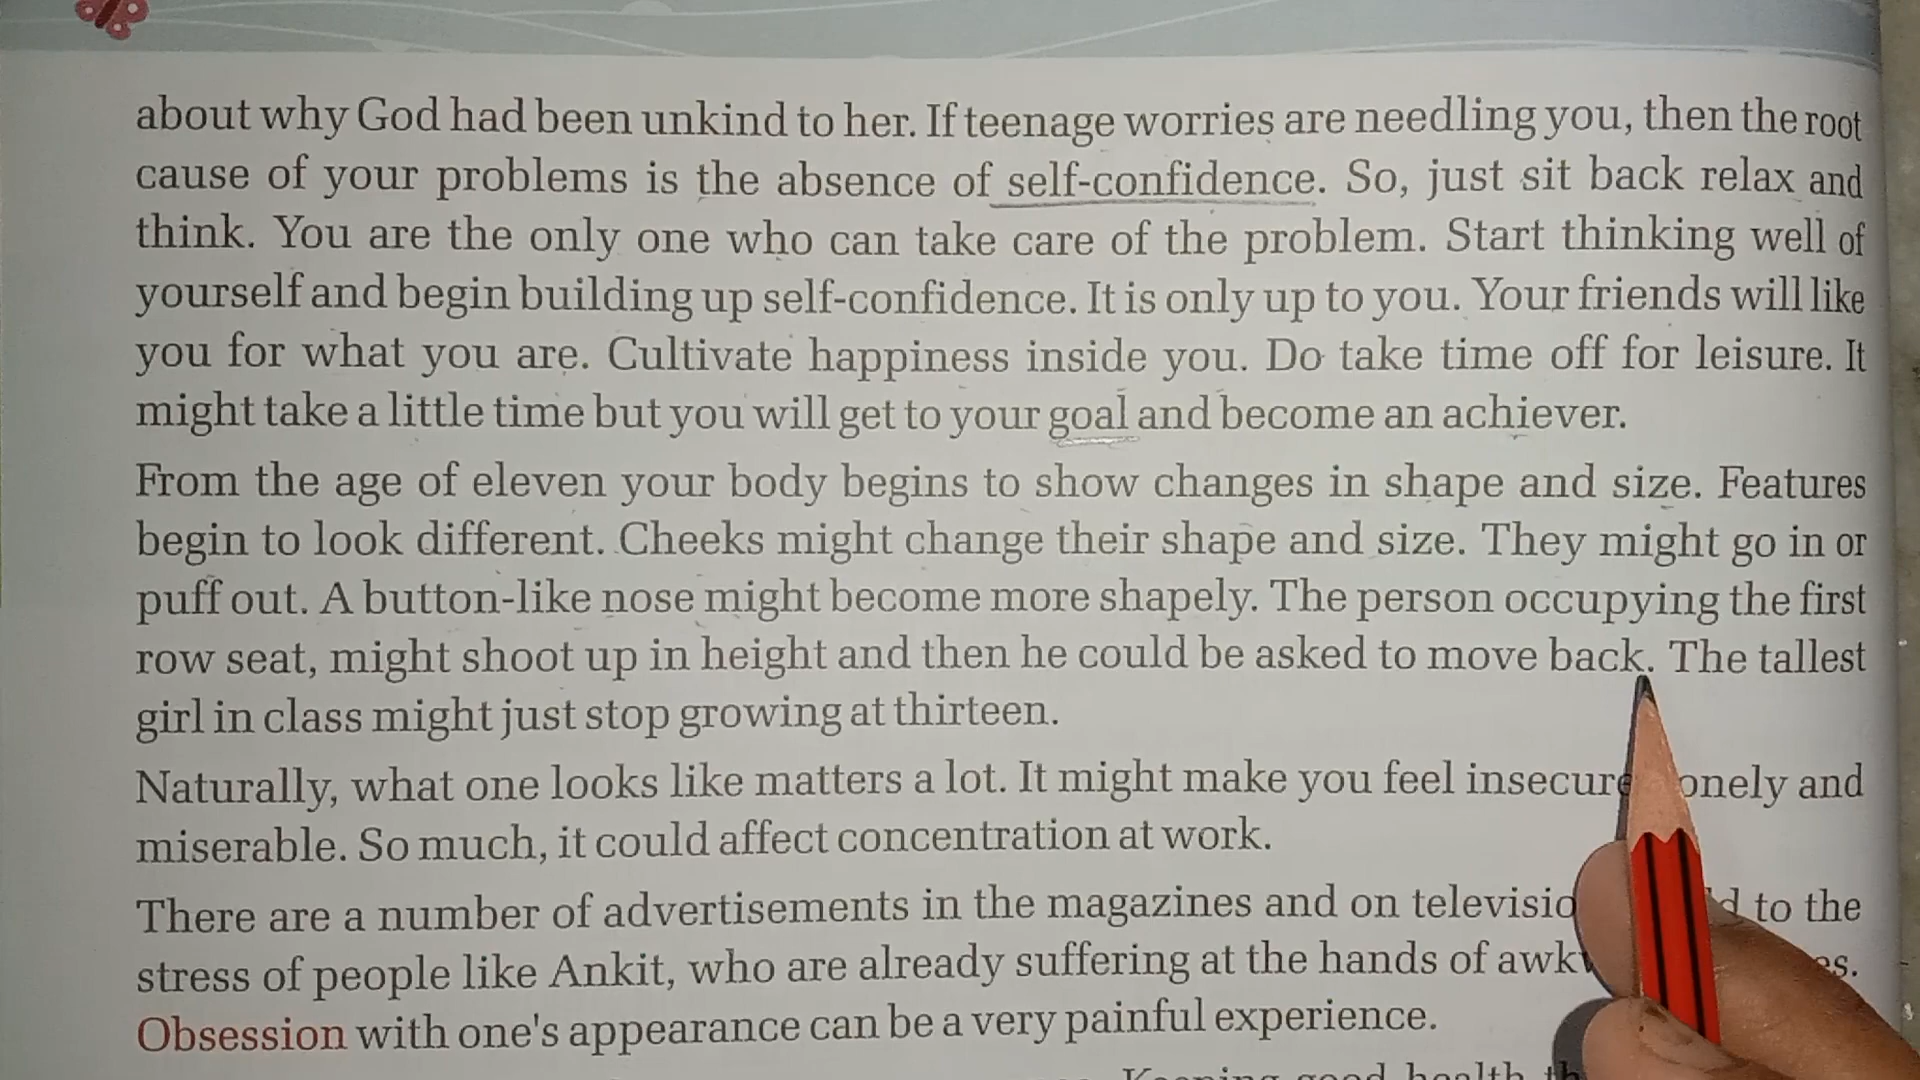 about why God had been unkind to her. If teenage worries are needling you, then the root
cause of your problems is the absence of self-confidence. So, just sit back relax and
think. You are the only one who can take care of the problem. Start thinking well of
yourself and begin building up self-confidence. It is only up to you. Your friends will like
you for what you are. Cultivate happiness inside you. Do take time off for leisure. It
might take a little time but you will get to your goal and become an achiever.
From the age of eleven your body begins to show changes in shape and size. Features
begin to look different. Cheeks might change their shape and size. They might go in or
puff out. A button-like nose might become more shapely. The person occupying the first
row seat, might shoot up in height and then he could be asked to move back. The tallest
girl in class might just stop growing at thirteen.
Naturally, what one looks like matters a lot. It might make you feel and
miserable. So much, it could affect concentration at work.
There are a number of advertisements in the magazines and on to the
stress of people like Ankit, who are already suffering at the hands of
Obsession with one's appearance can be a very painful experience.
Keeping good health